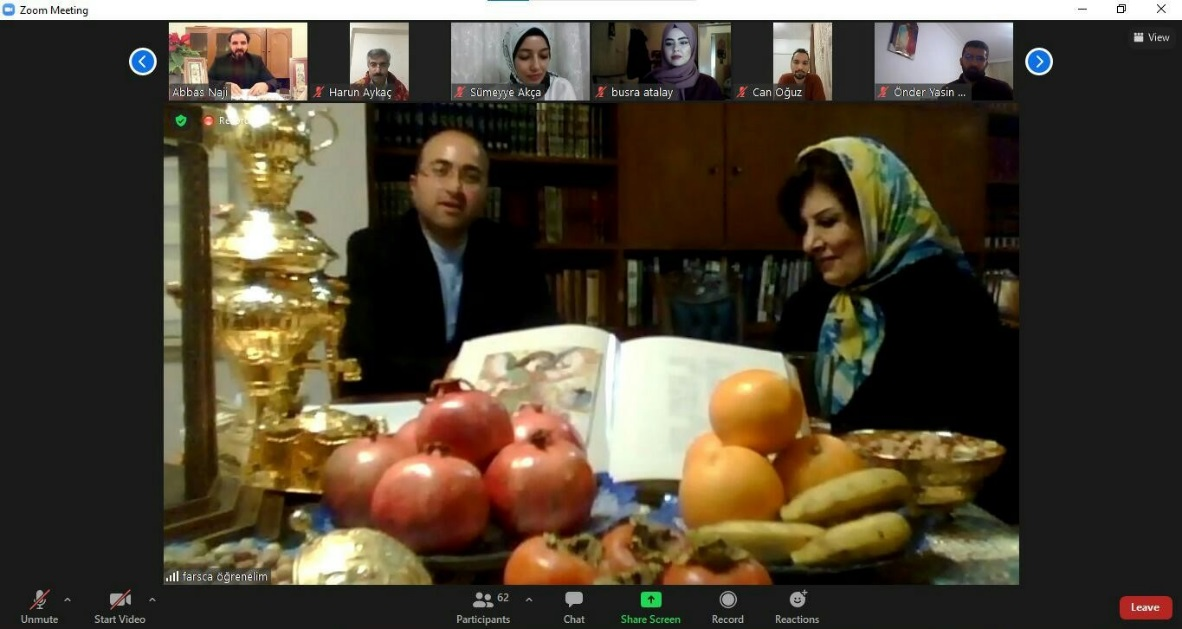 Zoom Meeting
View
Abbas Naji
Harun Aykaç
Sümeyye Akça
busra atalay
Can Oğuz
Önder Yasin ...
farsca öğrenelim
Unmute
Start Video
62
Participants
Chat
Share Screen
Record
Reactions
Leave